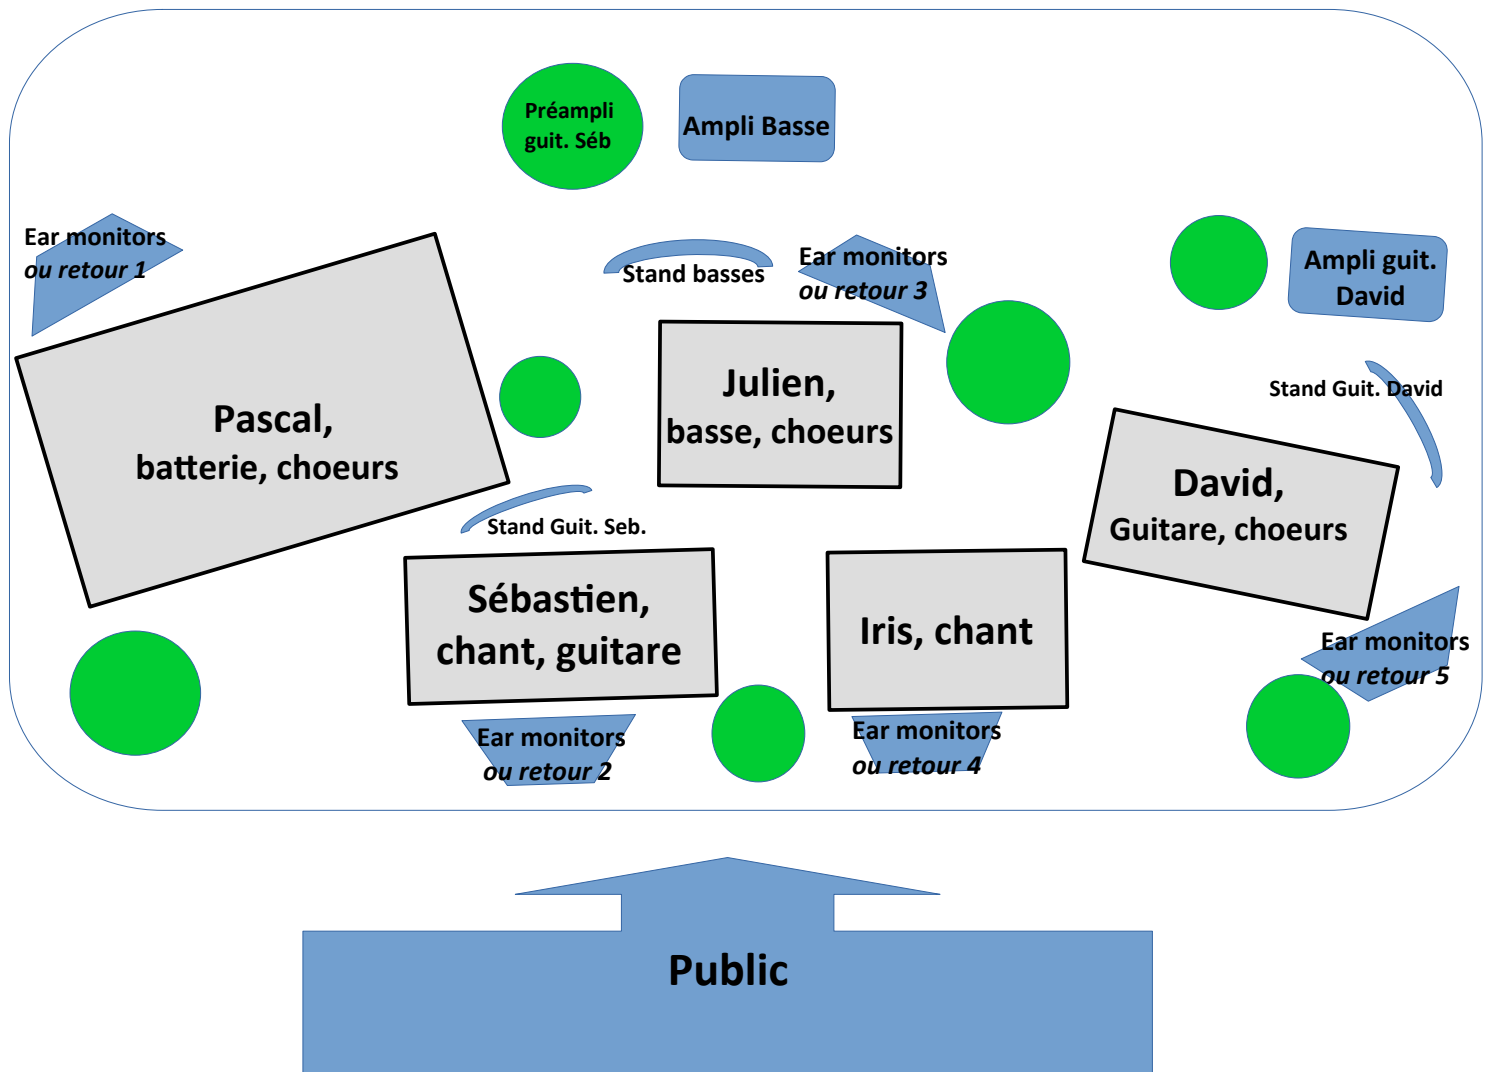 Préampli
guit. Séb
Ampli Basse
Ear monitors
ou retour 1
Stand basses
Ear monitors
ou retour 3
Ampli guit.
David
Pascal,
batterie, choeurs
Julien,
basse, choeurs
Stand Guit. David
David,
Guitare, choeurs
Stand Guit. Seb.
Sébastien,
chant, guitare
Iris, chant
Ear monitors
ou retour 5
Ear monitors
ou retour 2
Ear monitors
ou retour 4
Public